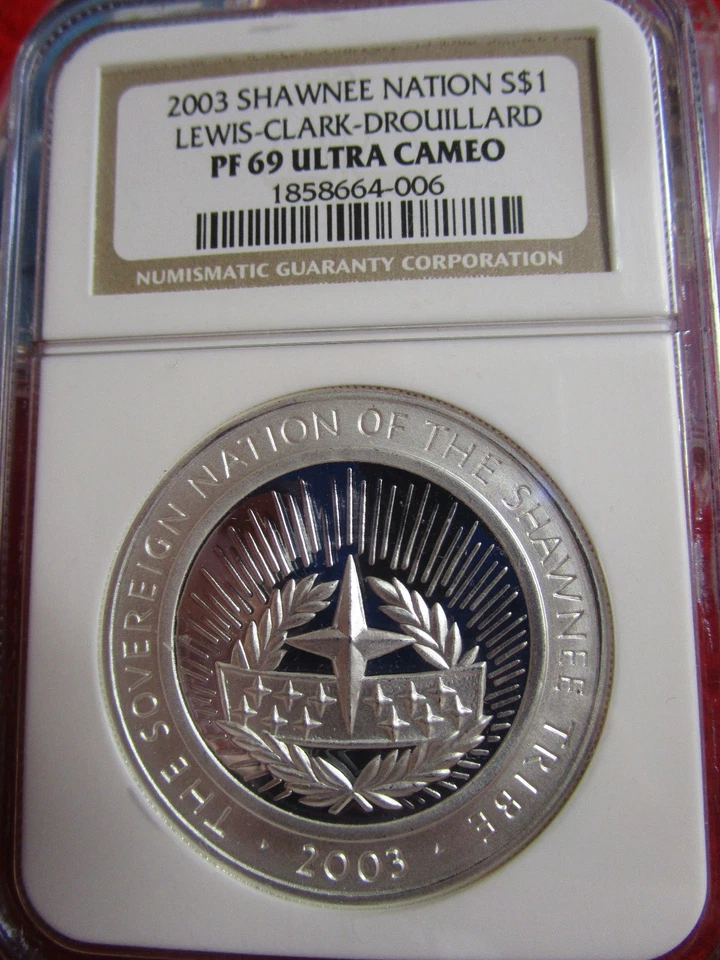 2003 SHAWNEE NATION S$1
LEWIS-CLARK-DROUILLARD
PF 69 ULTRA CAMEO
1858664-006
NUMISMATIC GUARANTY CORPORATION
THE SOVEREIGN NATION OF THE SHAWNEE TRIBE
2003